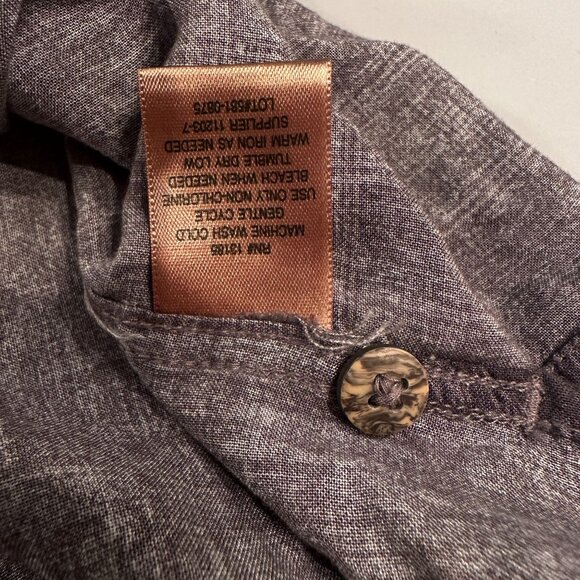 RN# 13185
MACHINE WASH COLD
GENTLE CYCLE
USE ONLY NON-CHLORINE
BLEACH WHEN NEEDED
TUMBLE DRY LOW
WARM IRON AS NEEDED
SUPPLIER 11203-7
LOT#581-0875